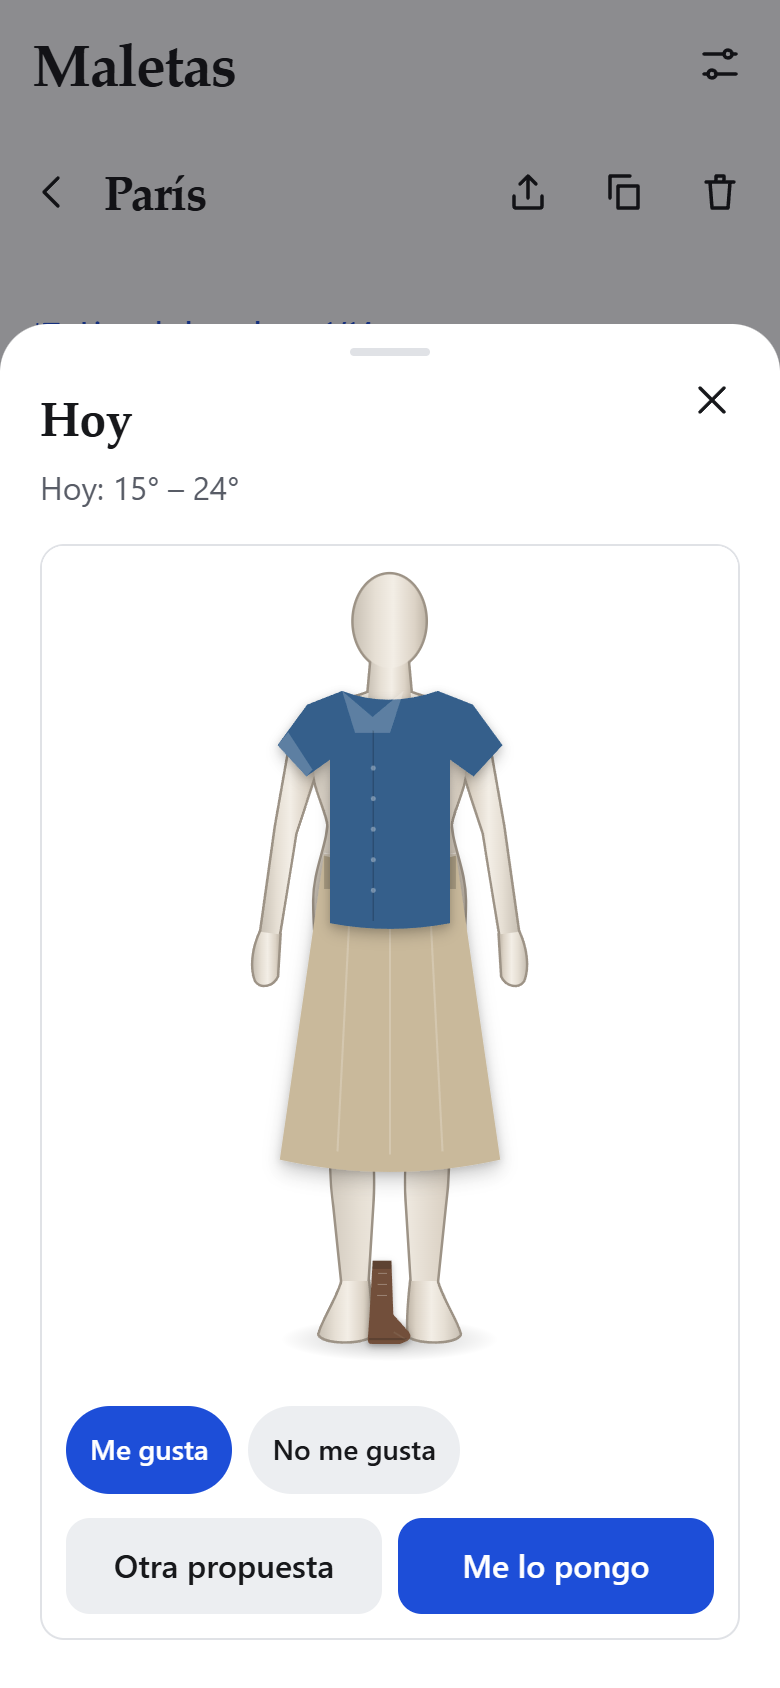 Maletas
París
Hoy
Hoy: 15° – 24°
Me gusta
No me gusta
Otra propuesta
Me lo pongo